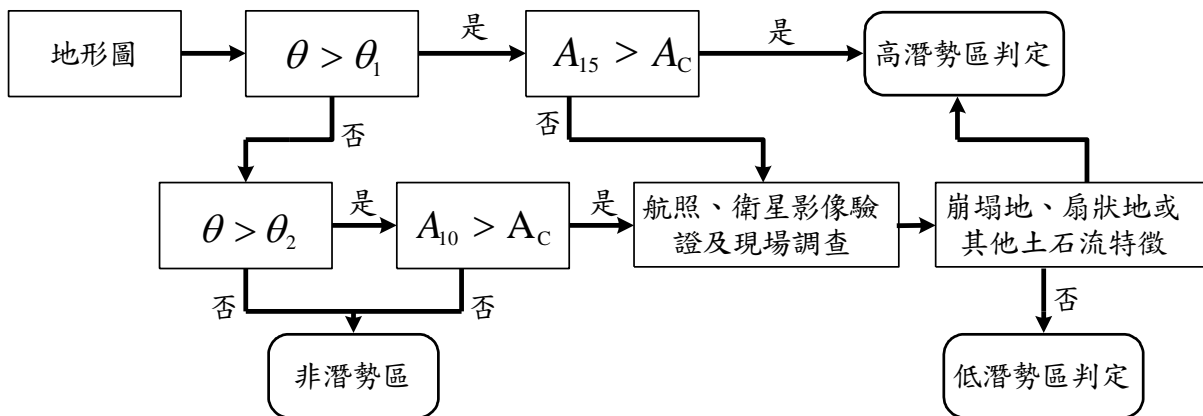 地形圖
θ > θ₁
是
A₁₅ > A_C
是
高潛勢區判定
否
否
θ > θ₂
是
A₁₀ > A_C
是
航照、衛星影像驗
證及現場調查
崩塌地、扇狀地或
其他土石流特徵
否
否
否
非潛勢區
低潛勢區判定